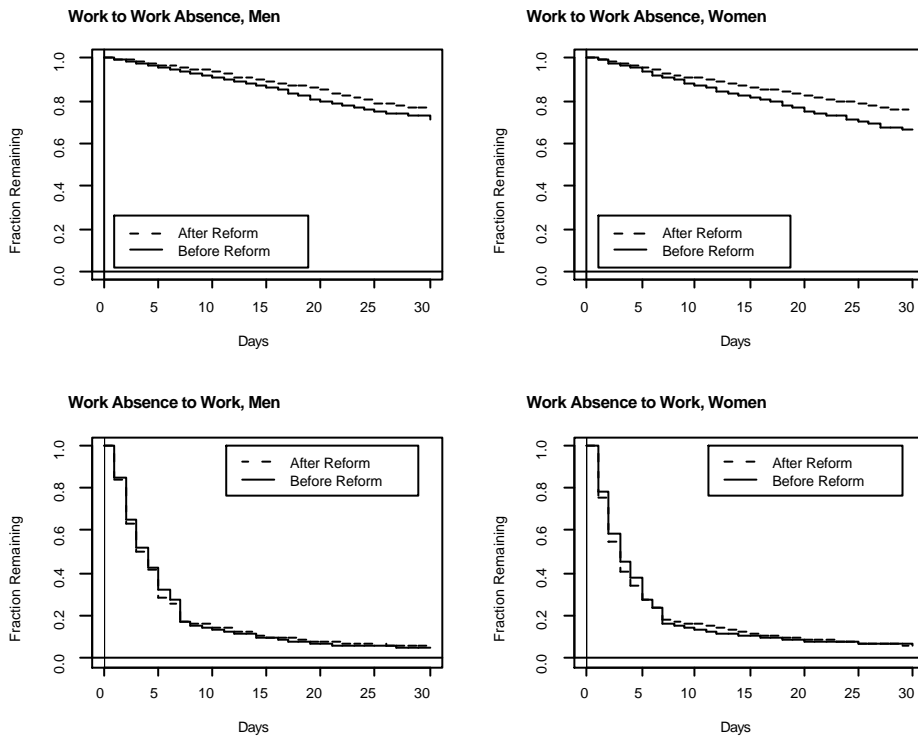 Work to Work Absence, Men
Fraction Remaining
1.0
0.8
0.6
0.4
0.2
0.0
After Reform
Before Reform
0 5 10 15 20 25 30
Days
Work to Work Absence, Women
Fraction Remaining
1.0
0.8
0.6
0.4
0.2
0.0
After Reform
Before Reform
0 5 10 15 20 25 30
Days
Work Absence to Work, Men
Fraction Remaining
1.0
0.8
0.6
0.4
0.2
0.0
After Reform
Before Reform
0 5 10 15 20 25 30
Days
Work Absence to Work, Women
Fraction Remaining
1.0
0.8
0.6
0.4
0.2
0.0
After Reform
Before Reform
0 5 10 15 20 25 30
Days